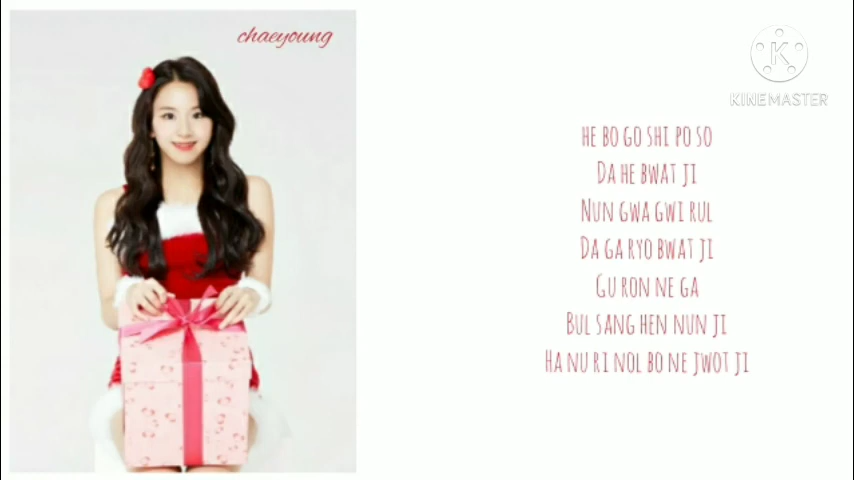 chaeyoung
KINEMASTER
HE BO GO SHI PO SO
DA HE BWAT JI
NUN GWA GWI RUL
DA GA RYO BWAT JI
GU RON NE GA
BUL SANG HEN NUN JI
HA NU RI NOL BO NE JWOT JI